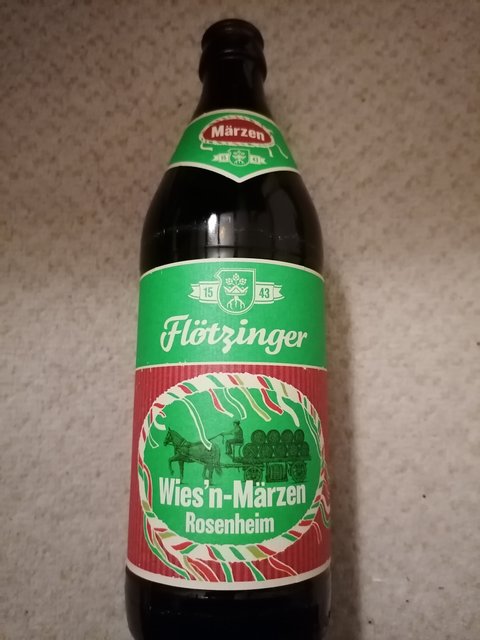 Märzen
15 43
Flötzinger
Wies'n-Märzen
Rosenheim